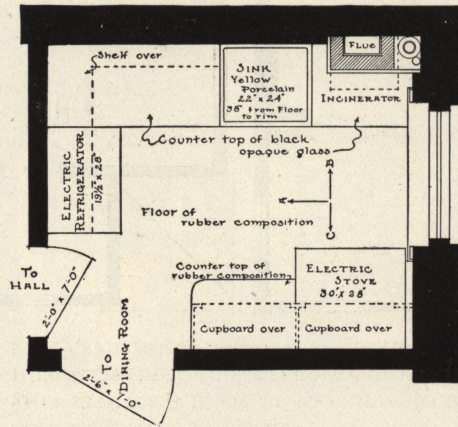 Shelf over
SINK
Yellow
Porcelain
22" x 24"
38" from Floor
to rim
FLUE
INCINERATOR
Counter top of black
opaque glass
ELECTRIC
REFRIGERATOR
19½" x 28"
B
A
C
Floor of
rubber composition
Counter top of
rubber composition
ELECTRIC
STOVE
30" x 28"
Cupboard over
Cupboard over
TO
HALL
2'-0" x 7'-0"
TO
DINING ROOM
2'-6" x 7'-0"